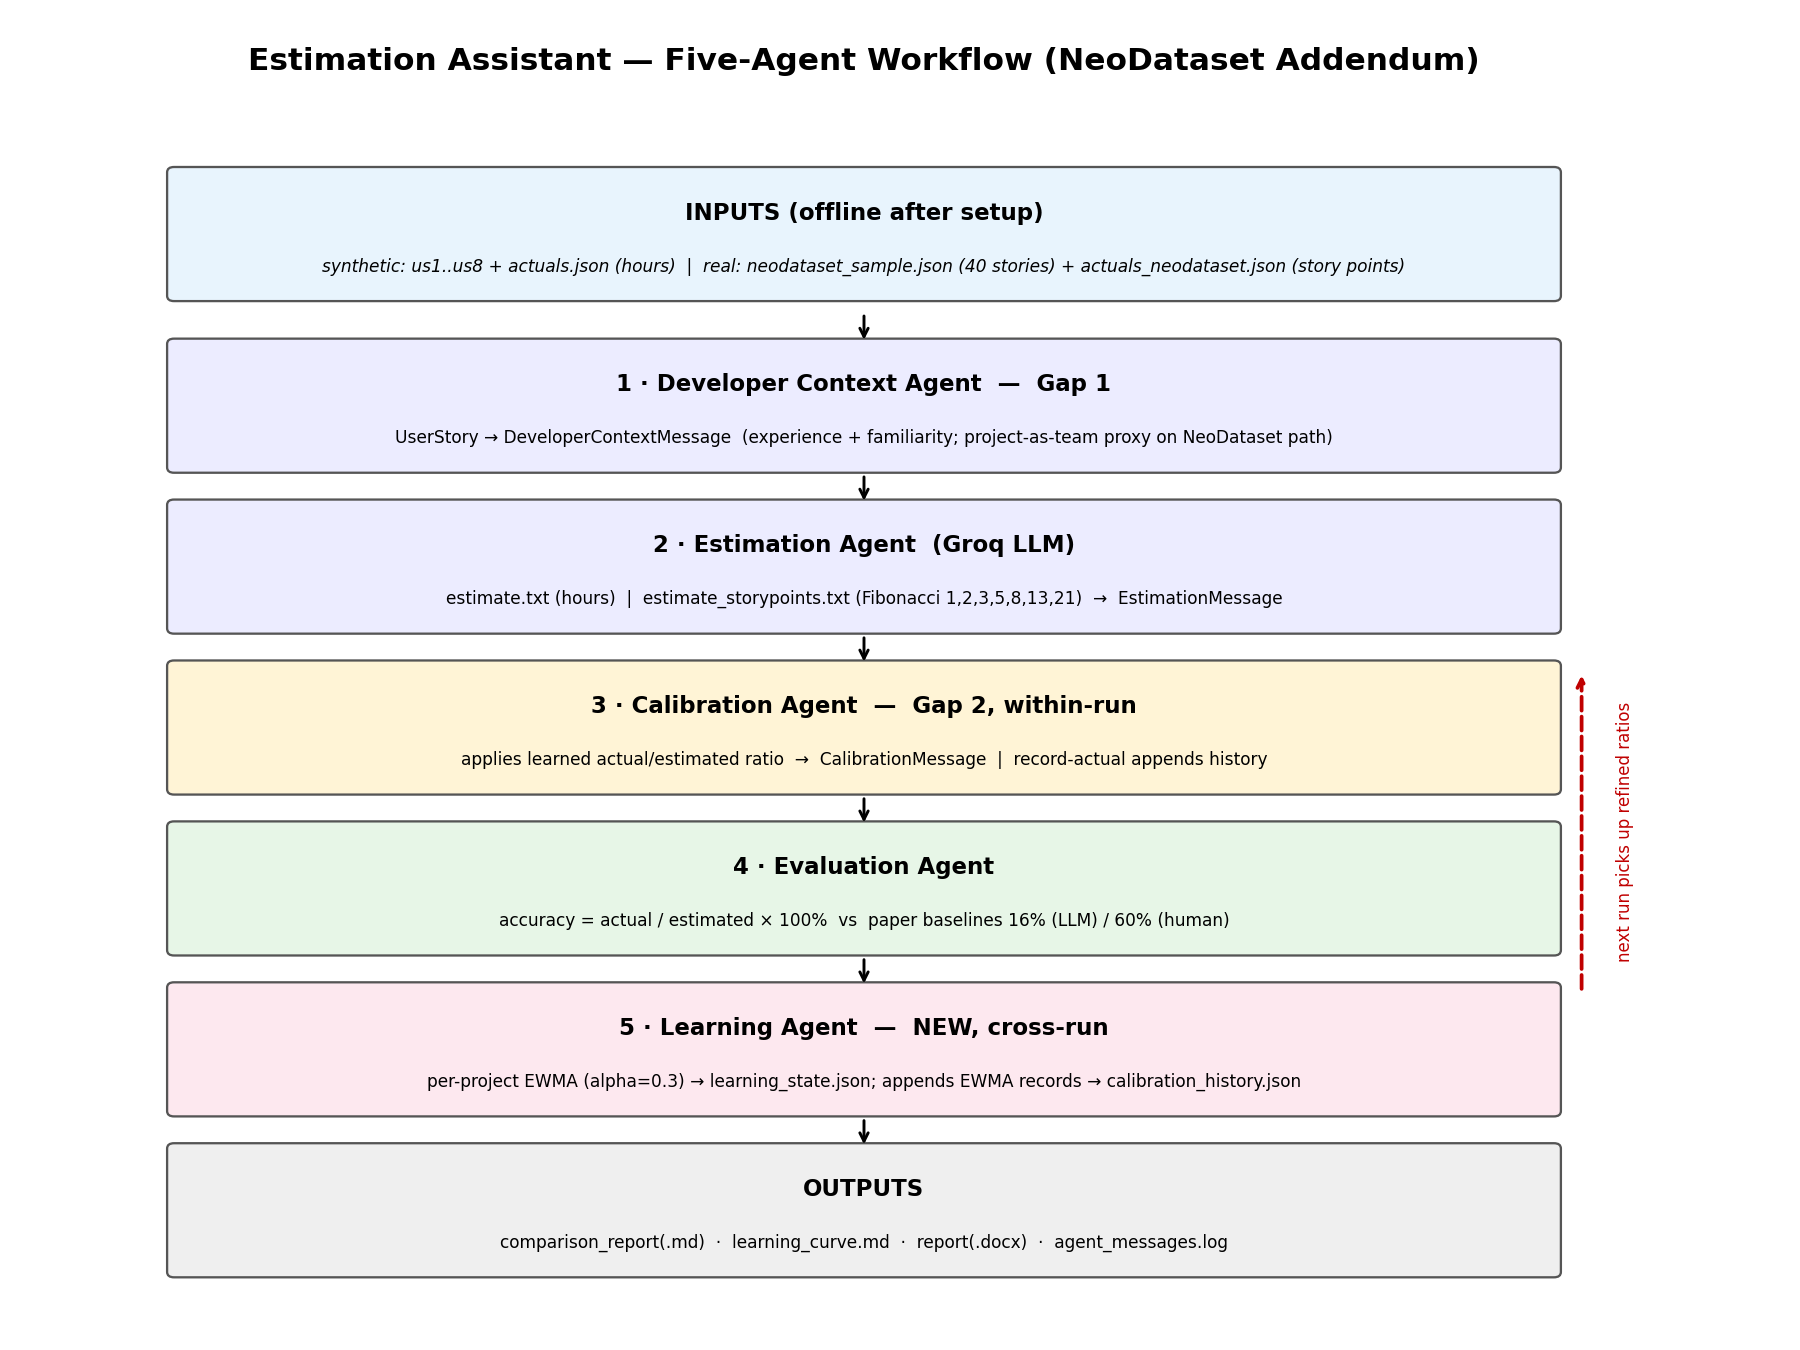 Estimation Assistant — Five-Agent Workflow (NeoDataset Addendum)
INPUTS (offline after setup)
synthetic: us1..us8 + actuals.json (hours)  |  real: neodataset_sample.json (40 stories) + actuals_neodataset.json (story points)
1 · Developer Context Agent  —  Gap 1
UserStory → DeveloperContextMessage  (experience + familiarity; project-as-team proxy on NeoDataset path)
2 · Estimation Agent  (Groq LLM)
estimate.txt (hours)  |  estimate_storypoints.txt (Fibonacci 1,2,3,5,8,13,21)  →  EstimationMessage
3 · Calibration Agent  —  Gap 2, within-run
applies learned actual/estimated ratio  →  CalibrationMessage  |  record-actual appends history
4 · Evaluation Agent
accuracy = actual / estimated × 100%  vs  paper baselines 16% (LLM) / 60% (human)
next run picks up refined ratios
5 · Learning Agent  —  NEW, cross-run
per-project EWMA (alpha=0.3) → learning_state.json; appends EWMA records → calibration_history.json
OUTPUTS
comparison_report(.md)  ·  learning_curve.md  ·  report(.docx)  ·  agent_messages.log